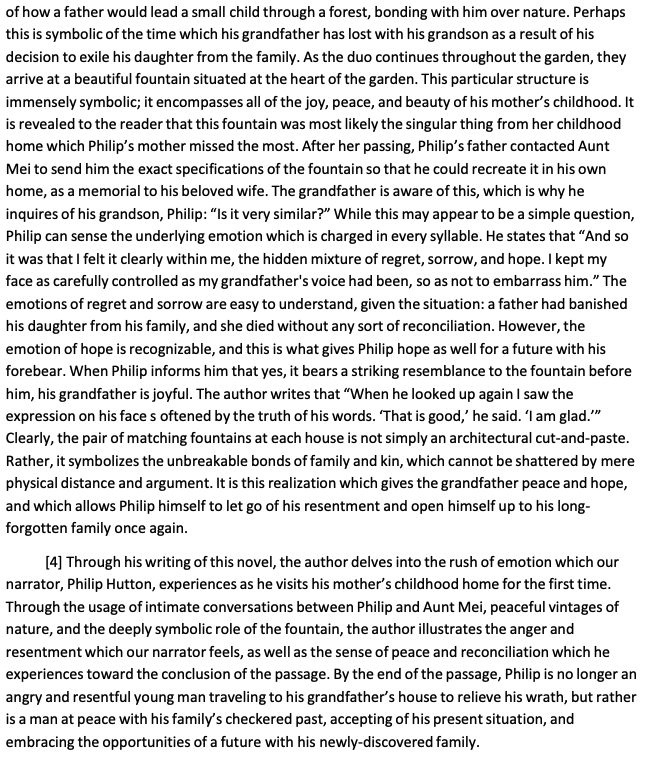 of how a father would lead a small child through a forest, bonding with him over nature. Perhaps
this is symbolic of the time which his grandfather has lost with his grandson as a result of his
decision to exile his daughter from the family. As the duo continues throughout the garden, they
arrive at a beautiful fountain situated at the heart of the garden. This particular structure is
immensely symbolic; it encompasses all of the joy, peace, and beauty of his mother’s childhood. It
is revealed to the reader that this fountain was most likely the singular thing from her childhood
home which Philip’s mother missed the most. After her passing, Philip’s father contacted Aunt
Mei to send him the exact specifications of the fountain so that he could recreate it in his own
home, as a memorial to his beloved wife. The grandfather is aware of this, which is why he
inquires of his grandson, Philip: “Is it very similar?” While this may appear to be a simple question,
Philip can sense the underlying emotion which is charged in every syllable. He states that “And so
it was that I felt it clearly within me, the hidden mixture of regret, sorrow, and hope. I kept my
face as carefully controlled as my grandfather's voice had been, so as not to embarrass him.” The
emotions of regret and sorrow are easy to understand, given the situation: a father had banished
his daughter from his family, and she died without any sort of reconciliation. However, the
emotion of hope is recognizable, and this is what gives Philip hope as well for a future with his
forebear. When Philip informs him that yes, it bears a striking resemblance to the fountain before
him, his grandfather is joyful. The author writes that “When he looked up again I saw the
expression on his face s oftened by the truth of his words. ‘That is good,’ he said. ‘I am glad.’”
Clearly, the pair of matching fountains at each house is not simply an architectural cut-and-paste.
Rather, it symbolizes the unbreakable bonds of family and kin, which cannot be shattered by mere
physical distance and argument. It is this realization which gives the grandfather peace and hope,
and which allows Philip himself to let go of his resentment and open himself up to his long-
forgotten family once again.
[4] Through his writing of this novel, the author delves into the rush of emotion which our
narrator, Philip Hutton, experiences as he visits his mother’s childhood home for the first time.
Through the usage of intimate conversations between Philip and Aunt Mei, peaceful vintages of
nature, and the deeply symbolic role of the fountain, the author illustrates the anger and
resentment which our narrator feels, as well as the sense of peace and reconciliation which he
experiences toward the conclusion of the passage. By the end of the passage, Philip is no longer an
angry and resentful young man traveling to his grandfather’s house to relieve his wrath, but rather
is a man at peace with his family’s checkered past, accepting of his present situation, and
embracing the opportunities of a future with his newly-discovered family.